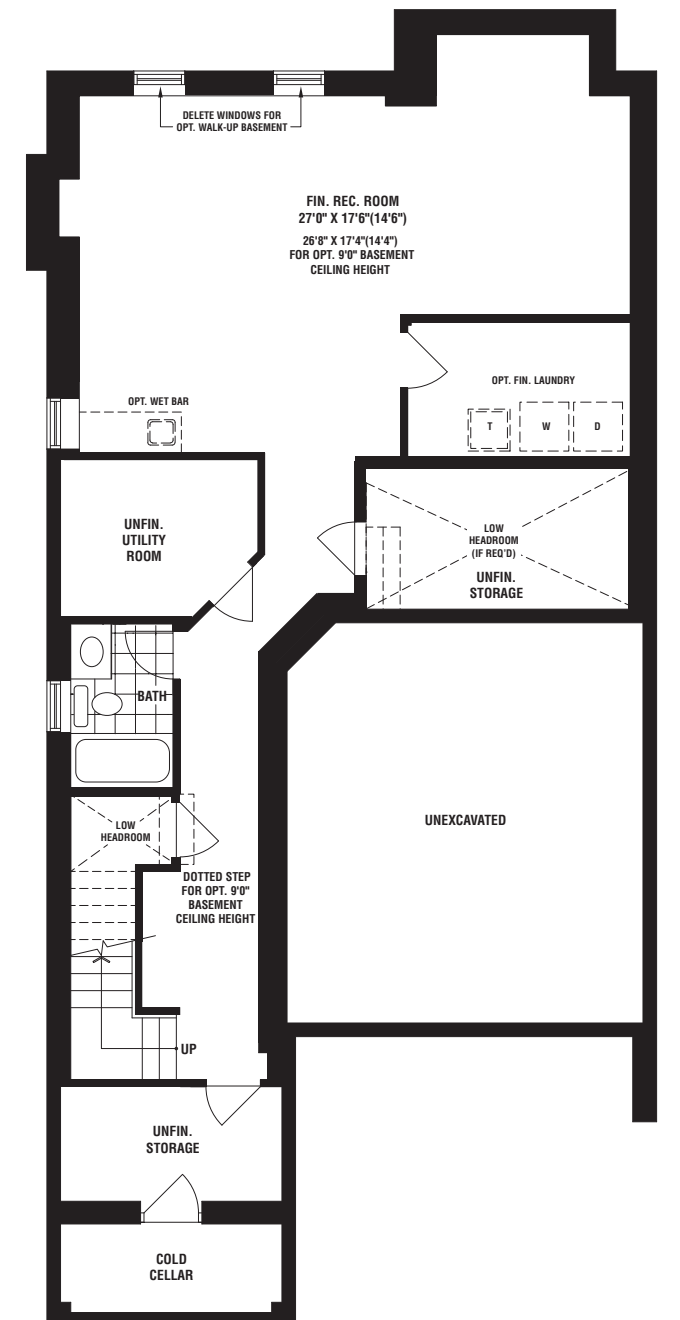 DELETE WINDOWS FOR
OPT. WALK-UP BASEMENT
FIN. REC. ROOM
27'0" X 17'6"(14'6")
26'8" X 17'4"(14'4")
FOR OPT. 9'0" BASEMENT
CEILING HEIGHT
OPT. WET BAR
OPT. FIN. LAUNDRY
T W D
UNFIN.
UTILITY
ROOM
LOW
HEADROOM
(IF REQ'D)
UNFIN.
STORAGE
BATH
LOW
HEADROOM
UNEXCAVATED
DOTTED STEP
FOR OPT. 9'0"
BASEMENT
CEILING HEIGHT
UP
UNFIN.
STORAGE
COLD
CELLAR